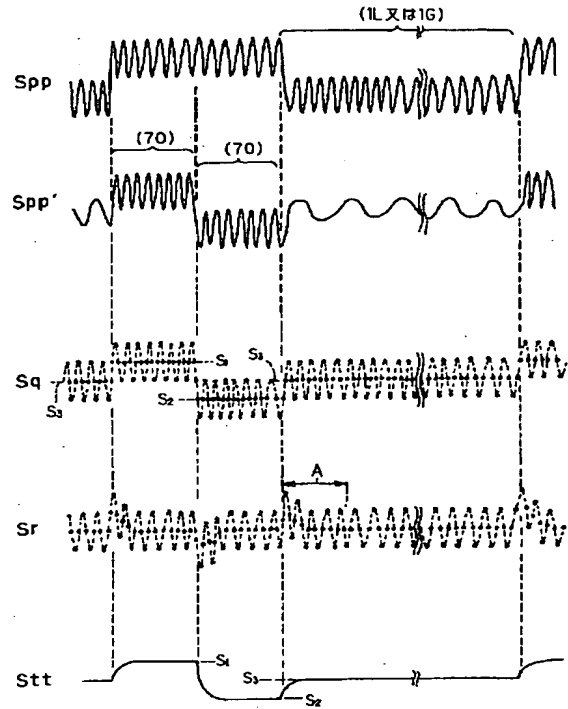 (1L又は1G)
Spp
(70)
(70)
Spp'
S1
S3
Sq
S2
S3
A
Sr
S1
Stt
S3
S2